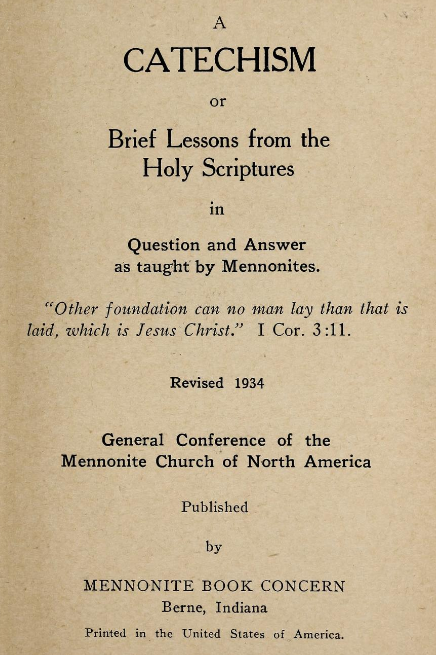 A
CATECHISM
or
Brief Lessons from the
Holy Scriptures
in
Question and Answer
as taught by Mennonites.
"Other foundation can no man lay than that is
laid, which is Jesus Christ." I Cor. 3:11.
Revised 1934
General Conference of the
Mennonite Church of North America
Published
by
MENNONITE BOOK CONCERN
Berne, Indiana
Printed in the United States of America.